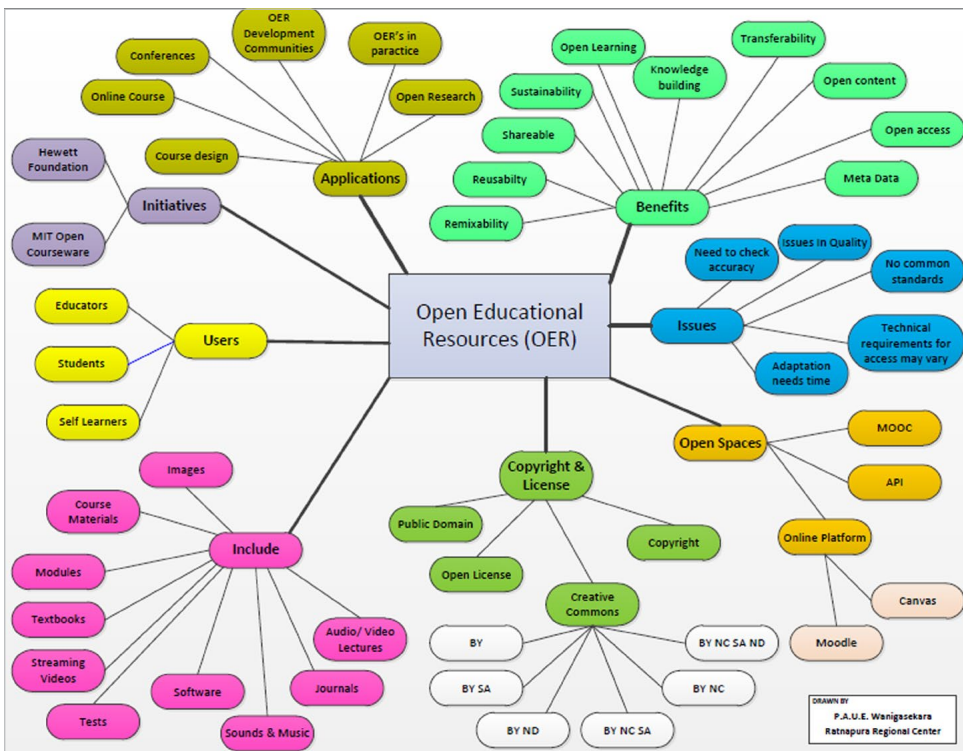 OER
Development
Communities
OER's in
paractice
Conferences
Online Course
Open Research
Course design
Applications
Hewett
Foundation
Initiatives
MIT Open
Courseware
Open Learning
Transferability
Knowledge
building
Sustainability
Open content
Shareable
Open access
Reusabilty
Meta Data
Remixability
Benefits
Need to check
accuracy
Issues In Quality
No common
standards
Issues
Technical
requirements for
access may vary
Adaptation
needs time
Open Educational
Resources (OER)
Educators
Users
Students
Self Learners
Open Spaces
MOOC
API
Online Platform
Canvas
Moodle
Copyright &
License
Public Domain
Copyright
Open License
Creative
Commons
BY
BY NC SA ND
BY SA
BY NC
BY ND
BY NC SA
Images
Course
Materials
Include
Modules
Textbooks
Streaming
Videos
Tests
Software
Sounds & Music
Journals
Audio/ Video
Lectures
DRAWN BY
P.A.U.E. Wanigasekara
Ratnapura Regional Center